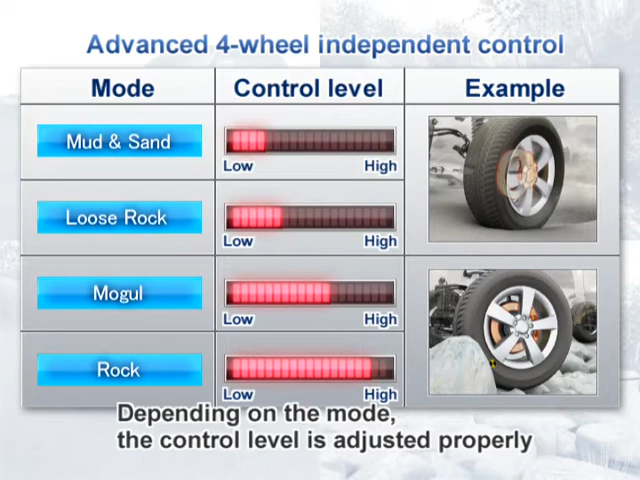 Advanced 4-wheel independent control
Mode Control level Example
Mud & Sand
Low High
Loose Rock
Low High
Mogul
Low High
Rock
Low High
Depending on the mode,
the control level is adjusted properly